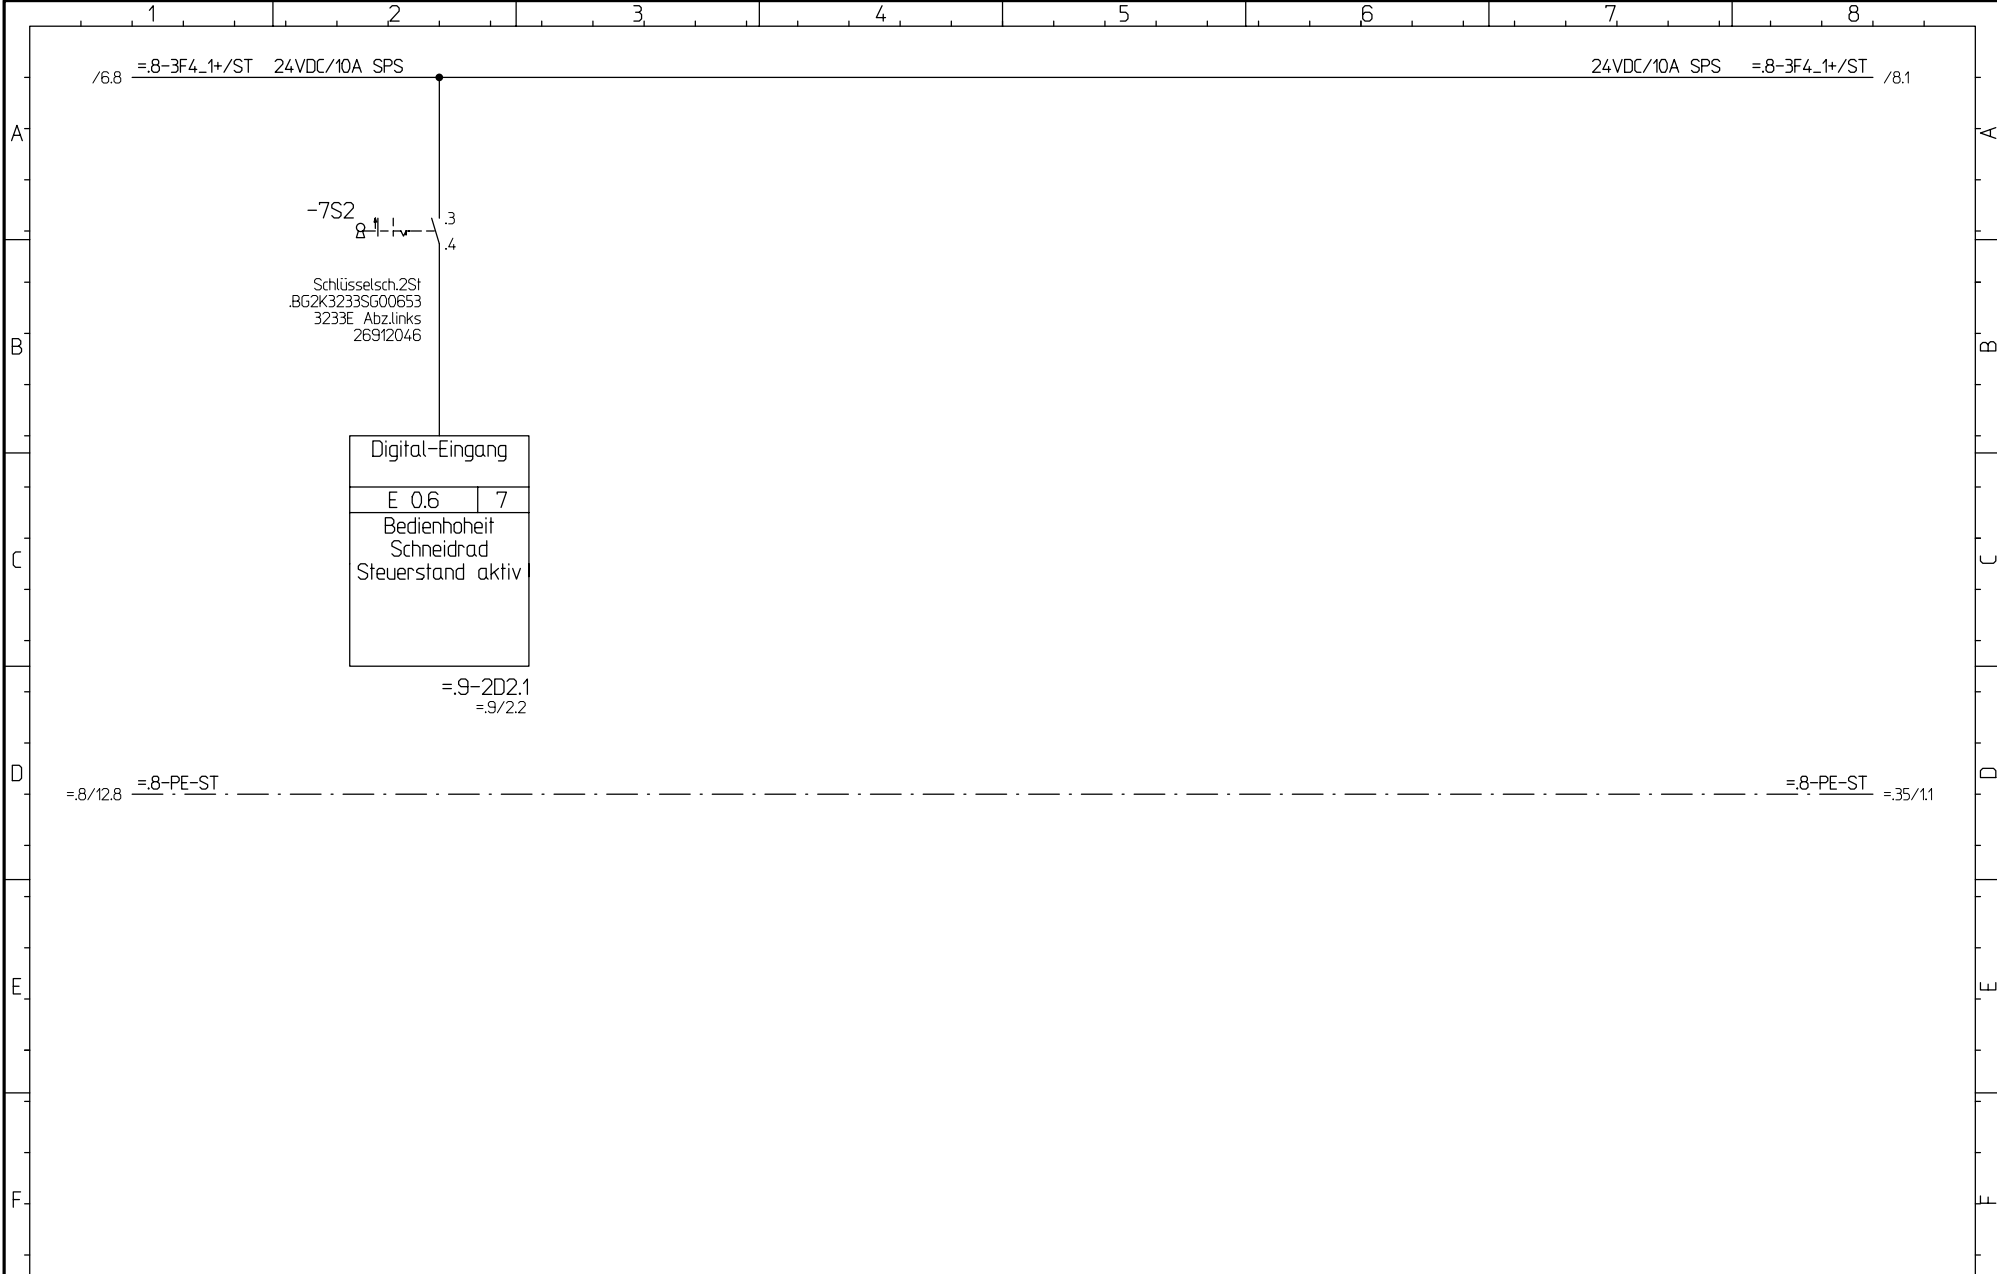 1 2 3 4 5 6 7 8
=.8-3F4_1+/ST 24VDC/10A SPS
24VDC/10A SPS =.8-3F4_1+/ST
/6.8
/8.1
A
A
-7S2
.3
.4
Schlüsselsch.2St
.BG2K3233SG00653
3233E Abz.links
26912046
B
B
Digital-Eingang
E 0.6 7
Bedienhoheit
Schneidrad
Steuerstand aktiv
C
C
=.9-2D2.1
=.9/2.2
D
D
=.8-PE-ST
=.8-PE-ST
=.8/12.8
=.35/1.1
E
E
F
F